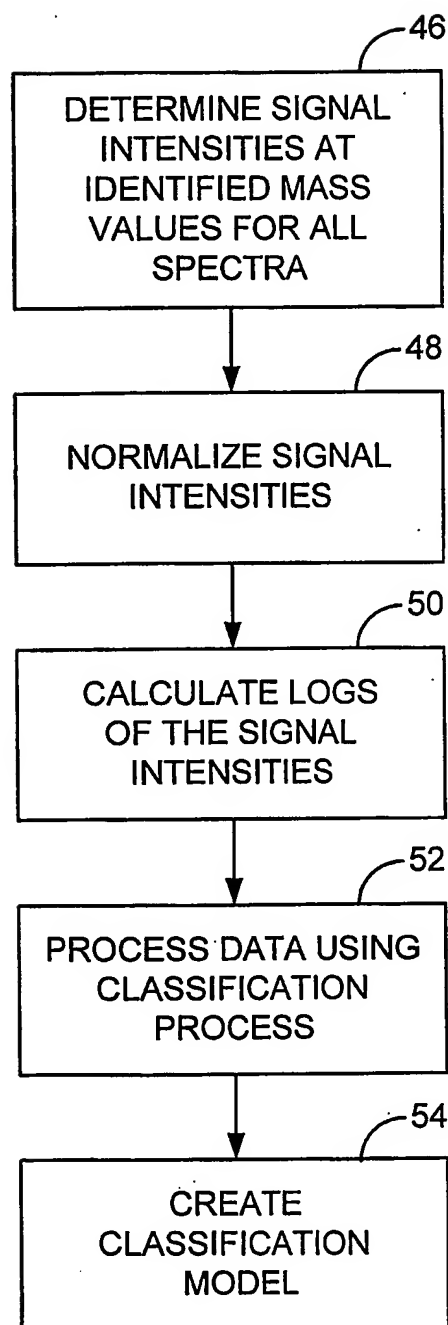 46
DETERMINE SIGNAL
INTENSITIES AT
IDENTIFIED MASS
VALUES FOR ALL
SPECTRA
48
NORMALIZE SIGNAL
INTENSITIES
50
CALCULATE LOGS
OF THE SIGNAL
INTENSITIES
52
PROCESS DATA USING
CLASSIFICATION
PROCESS
54
CREATE
CLASSIFICATION
MODEL